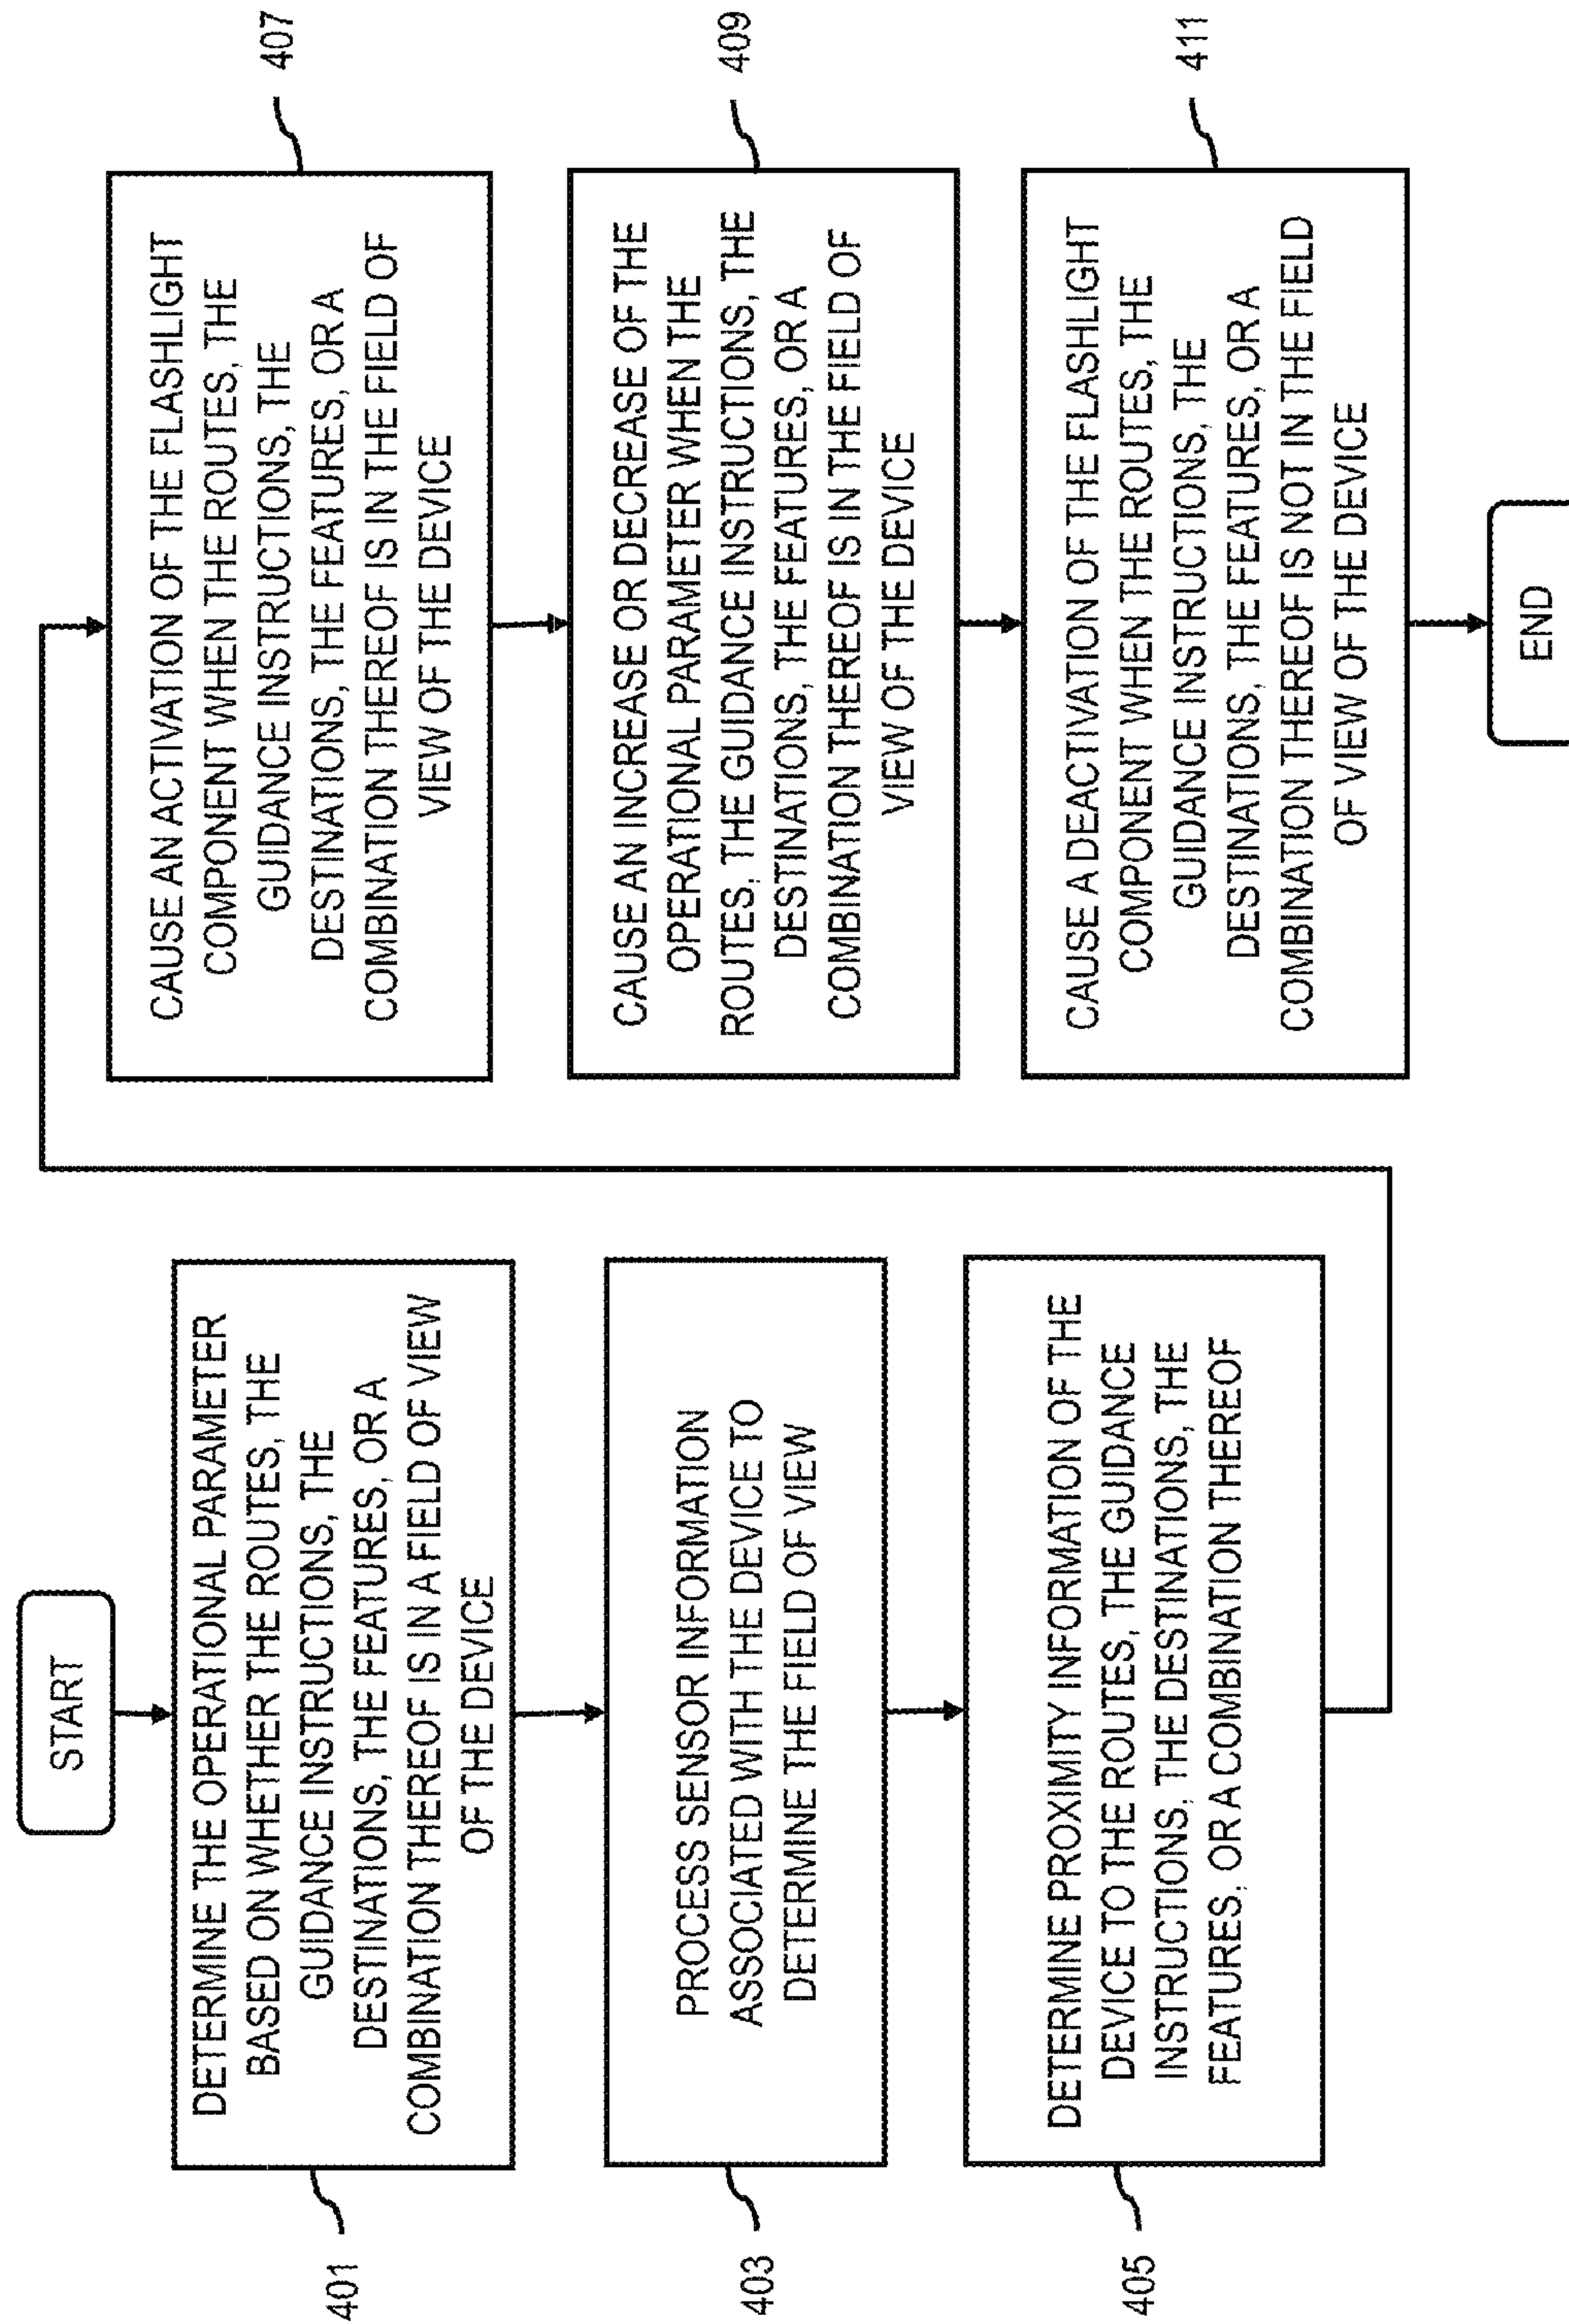 START
DETERMINE THE OPERATIONAL PARAMETER
BASED ON WHETHER THE ROUTES, THE
GUIDANCE INSTRUCTIONS, THE
DESTINATIONS, THE FEATURES, OR A
COMBINATION THEREOF IS IN A FIELD OF VIEW
OF THE DEVICE
401
PROCESS SENSOR INFORMATION
ASSOCIATED WITH THE DEVICE TO
DETERMINE THE FIELD OF VIEW
403
DETERMINE PROXIMITY INFORMATION OF THE
DEVICE TO THE ROUTES, THE GUIDANCE
INSTRUCTIONS, THE DESTINATIONS, THE
FEATURES, OR A COMBINATION THEREOF
405
CAUSE AN ACTIVATION OF THE FLASHLIGHT
COMPONENT WHEN THE ROUTES, THE
GUIDANCE INSTRUCTIONS, THE
DESTINATIONS, THE FEATURES, OR A
COMBINATION THEREOF IS IN THE FIELD OF
VIEW OF THE DEVICE
407
CAUSE AN INCREASE OR DECREASE OF THE
OPERATIONAL PARAMETER WHEN THE
ROUTES, THE GUIDANCE INSTRUCTIONS, THE
DESTINATIONS, THE FEATURES, OR A
COMBINATION THEREOF IS IN THE FIELD OF
VIEW OF THE DEVICE
409
CAUSE A DEACTIVATION OF THE FLASHLIGHT
COMPONENT WHEN THE ROUTES, THE
GUIDANCE INSTRUCTIONS, THE
DESTINATIONS, THE FEATURES, OR A
COMBINATION THEREOF IS NOT IN THE FIELD
OF VIEW OF THE DEVICE
411
END